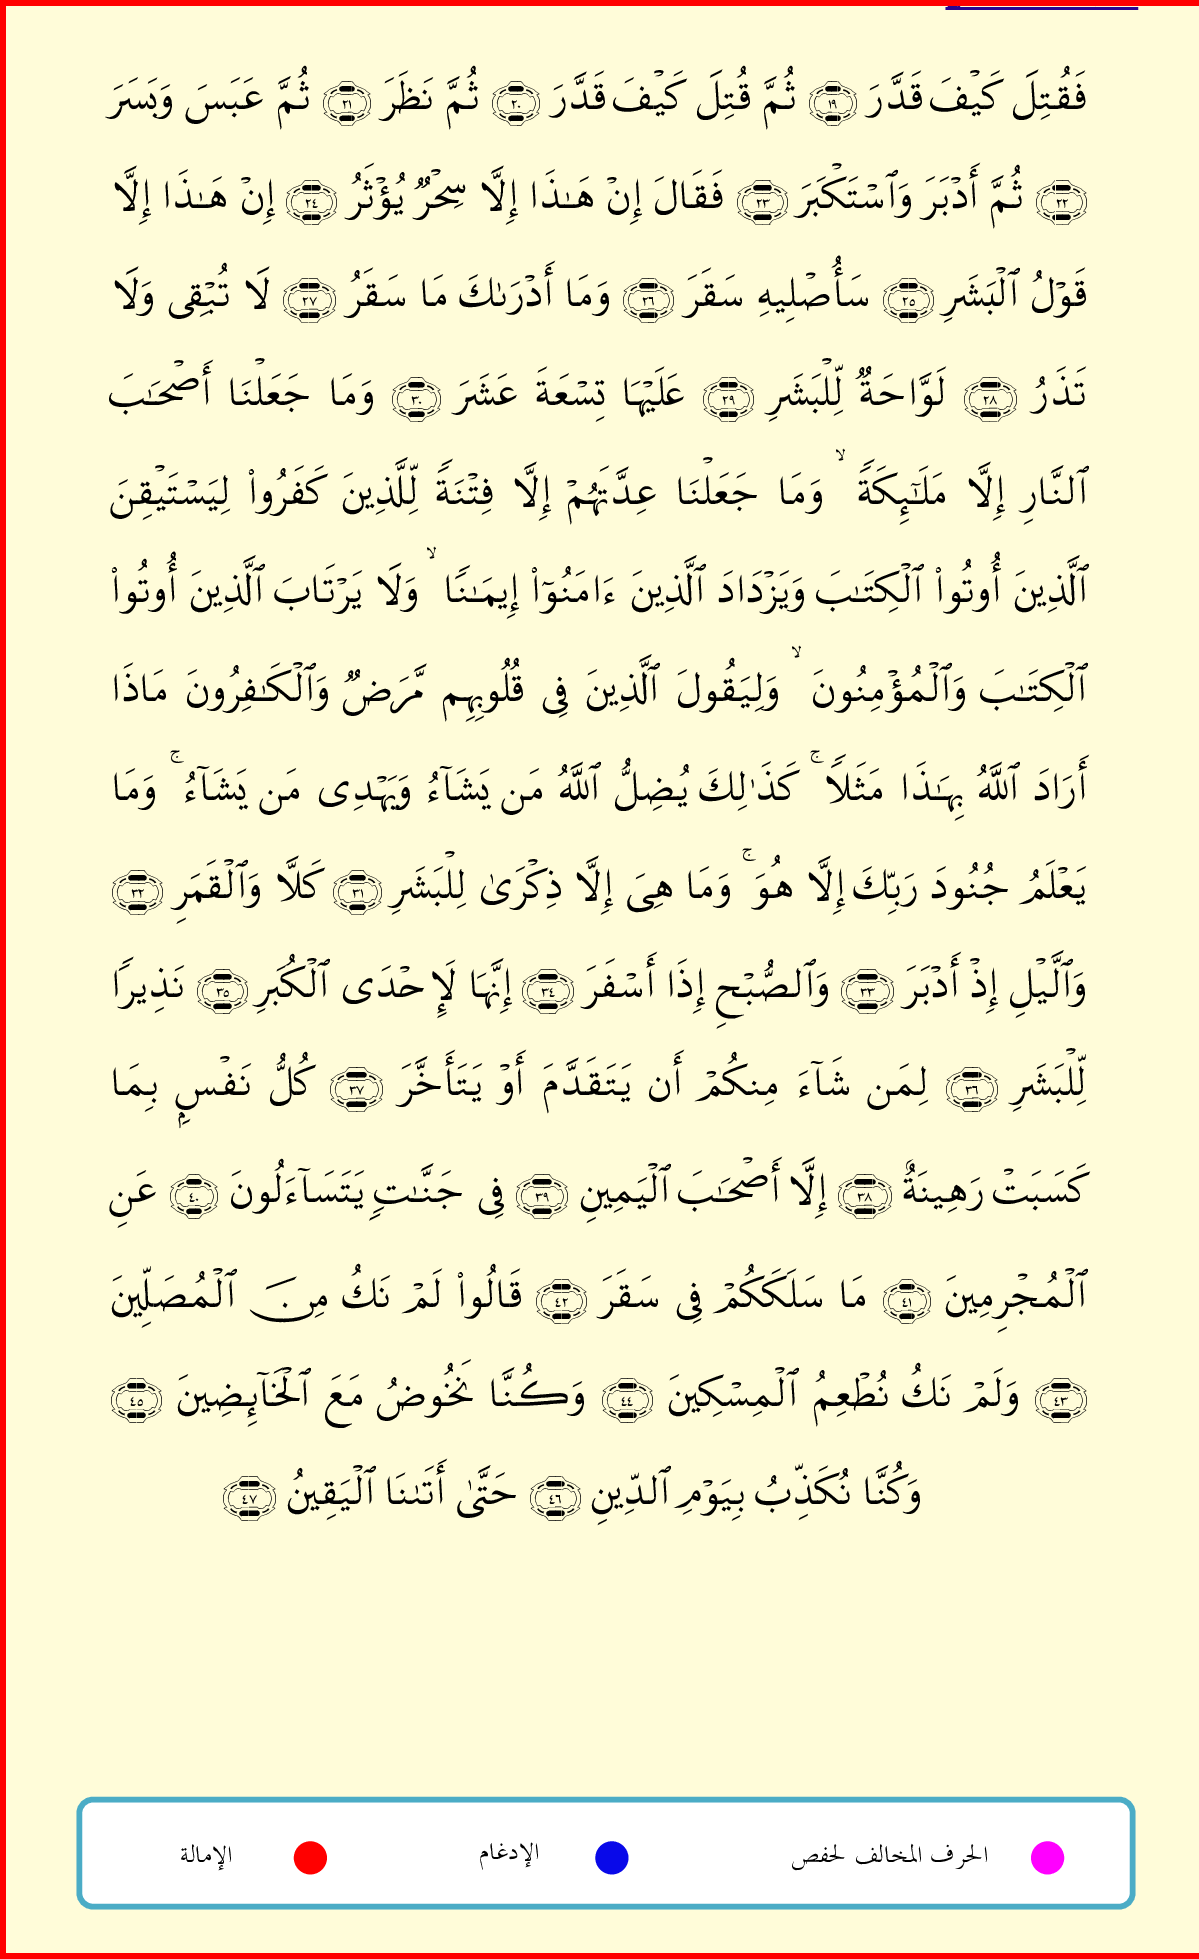 فَقُتِلَ كَيْفَ قَدَّرَ ١٩ ثُمَّ قُتِلَ كَيْفَ قَدَّرَ ٢٠ ثُمَّ نَظَرَ ٢١ ثُمَّ عَبَسَ وَبَسَرَ
٢٢ ثُمَّ أَدْبَرَ وَٱسْتَكْبَرَ ٢٣ فَقَالَ إِنْ هَـٰذَا إِلَّا سِحْرٌ يُؤْثَرُ ٢٤ إِنْ هَـٰذَا إِلَّا
قَوْلُ ٱلْبَشَرِ ٢٥ سَأُصْلِيهِ سَقَرَ ٢٦ وَمَا أَدْرَىٰكَ مَا سَقَرُ ٢٧ لَا تُبْقِى وَلَا
تَذَرُ ٢٨ لَوَّاحَةٌ لِّلْبَشَرِ ٢٩ عَلَيْهَا تِسْعَةَ عَشَرَ ٣٠ وَمَا جَعَلْنَا أَصْحَـٰبَ
ٱلنَّارِ إِلَّا مَلَـٰٓئِكَةً ۙ وَمَا جَعَلْنَا عِدَّتَهُمْ إِلَّا فِتْنَةً لِّلَّذِينَ كَفَرُوا۟ لِيَسْتَيْقِنَ
ٱلَّذِينَ أُوتُوا۟ ٱلْكِتَـٰبَ وَيَزْدَادَ ٱلَّذِينَ ءَامَنُوٓا۟ إِيمَـٰنًا ۙ وَلَا يَرْتَابَ ٱلَّذِينَ أُوتُوا۟
ٱلْكِتَـٰبَ وَٱلْمُؤْمِنُونَ ۙ وَلِيَقُولَ ٱلَّذِينَ فِى قُلُوبِهِم مَّرَضٌ وَٱلْكَـٰفِرُونَ مَاذَا
أَرَادَ ٱللَّهُ بِهَـٰذَا مَثَلًا ۚ كَذَٰلِكَ يُضِلُّ ٱللَّهُ مَن يَشَآءُ وَيَهْدِى مَن يَشَآءُ ۚ وَمَا
يَعْلَمُ جُنُودَ رَبِّكَ إِلَّا هُوَ ۚ وَمَا هِىَ إِلَّا ذِكْرَىٰ لِلْبَشَرِ ٣١ كَلَّا وَٱلْقَمَرِ ٣٢
وَٱلَّيْلِ إِذْ أَدْبَرَ ٣٣ وَٱلصُّبْحِ إِذَا أَسْفَرَ ٣٤ إِنَّهَا لَإِحْدَى ٱلْكُبَرِ ٣٥ نَذِيرًا
لِّلْبَشَرِ ٣٦ لِمَن شَآءَ مِنكُمْ أَن يَتَقَدَّمَ أَوْ يَتَأَخَّرَ ٣٧ كُلُّ نَفْسٍۭ بِمَا
كَسَبَتْ رَهِينَةٌ ٣٨ إِلَّا أَصْحَـٰبَ ٱلْيَمِينِ ٣٩ فِى جَنَّـٰتٍ يَتَسَآءَلُونَ ٤٠ عَنِ
ٱلْمُجْرِمِينَ ٤١ مَا سَلَكَكُمْ فِى سَقَرَ ٤٢ قَالُوا۟ لَمْ نَكُ مِنَ ٱلْمُصَلِّينَ
٤٣ وَلَمْ نَكُ نُطْعِمُ ٱلْمِسْكِينَ ٤٤ وَكُنَّا نَخُوضُ مَعَ ٱلْخَآئِضِينَ ٤٥
وَكُنَّا نُكَذِّبُ بِيَوْمِ ٱلدِّينِ ٤٦ حَتَّىٰ أَتَىٰنَا ٱلْيَقِينُ ٤٧
الحرف المخالف لحفص الإدغام الإمالة